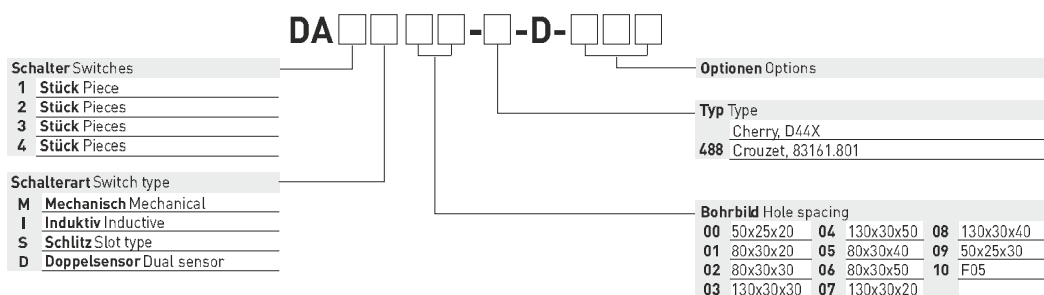 DA - -D-
Schalter Switches
1 Stück Piece
2 Stück Pieces
3 Stück Pieces
4 Stück Pieces
Schalterart Switch type
M Mechanisch Mechanical
I Induktiv Inductive
S Schlitz Slot type
D Doppelsensor Dual sensor
Optionen Options
Typ Type
Cherry, D44X
488 Crouzet, 83161.801
Bohrbild Hole spacing
00 50x25x20 04 130x30x50 08 130x30x40
01 80x30x20 05 80x30x40 09 50x25x30
02 80x30x30 06 80x30x50 10 F05
03 130x30x30 07 130x30x20